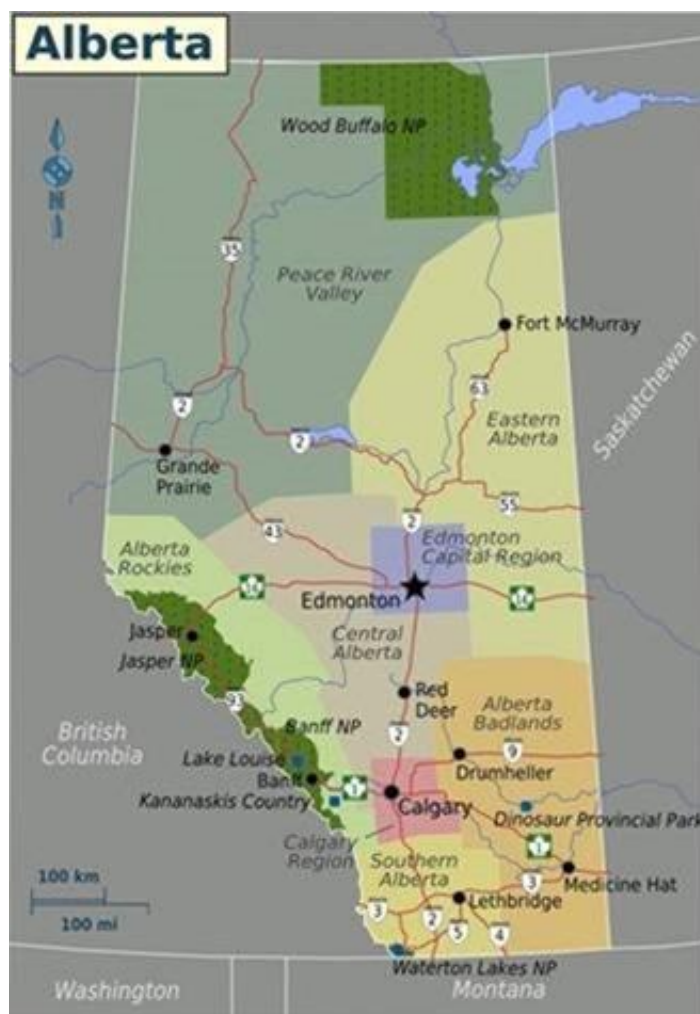 Alberta
Wood Buffalo NP
N
35
Peace River
Valley
Fort McMurray
63
Saskatchewan
2
Eastern
Alberta
2
Grande
Prairie
55
2
43
Edmonton
Capital Region
Alberta
Rockies
16
Edmonton
Central
Alberta
Jasper
Jasper NP
93
Red
Deer
Alberta
Badlands
British
Columbia
Banff NP
2
9
Lake Louise
Drumheller
Banff
1
Kananaskis Country
Calgary
Dinosaur Provincial Park
Calgary
Region
1
Southern
Alberta
100 km
3
Medicine Hat
Lethbridge
100 mi
3
2
5
4
Waterton Lakes NP
Washington
Montana